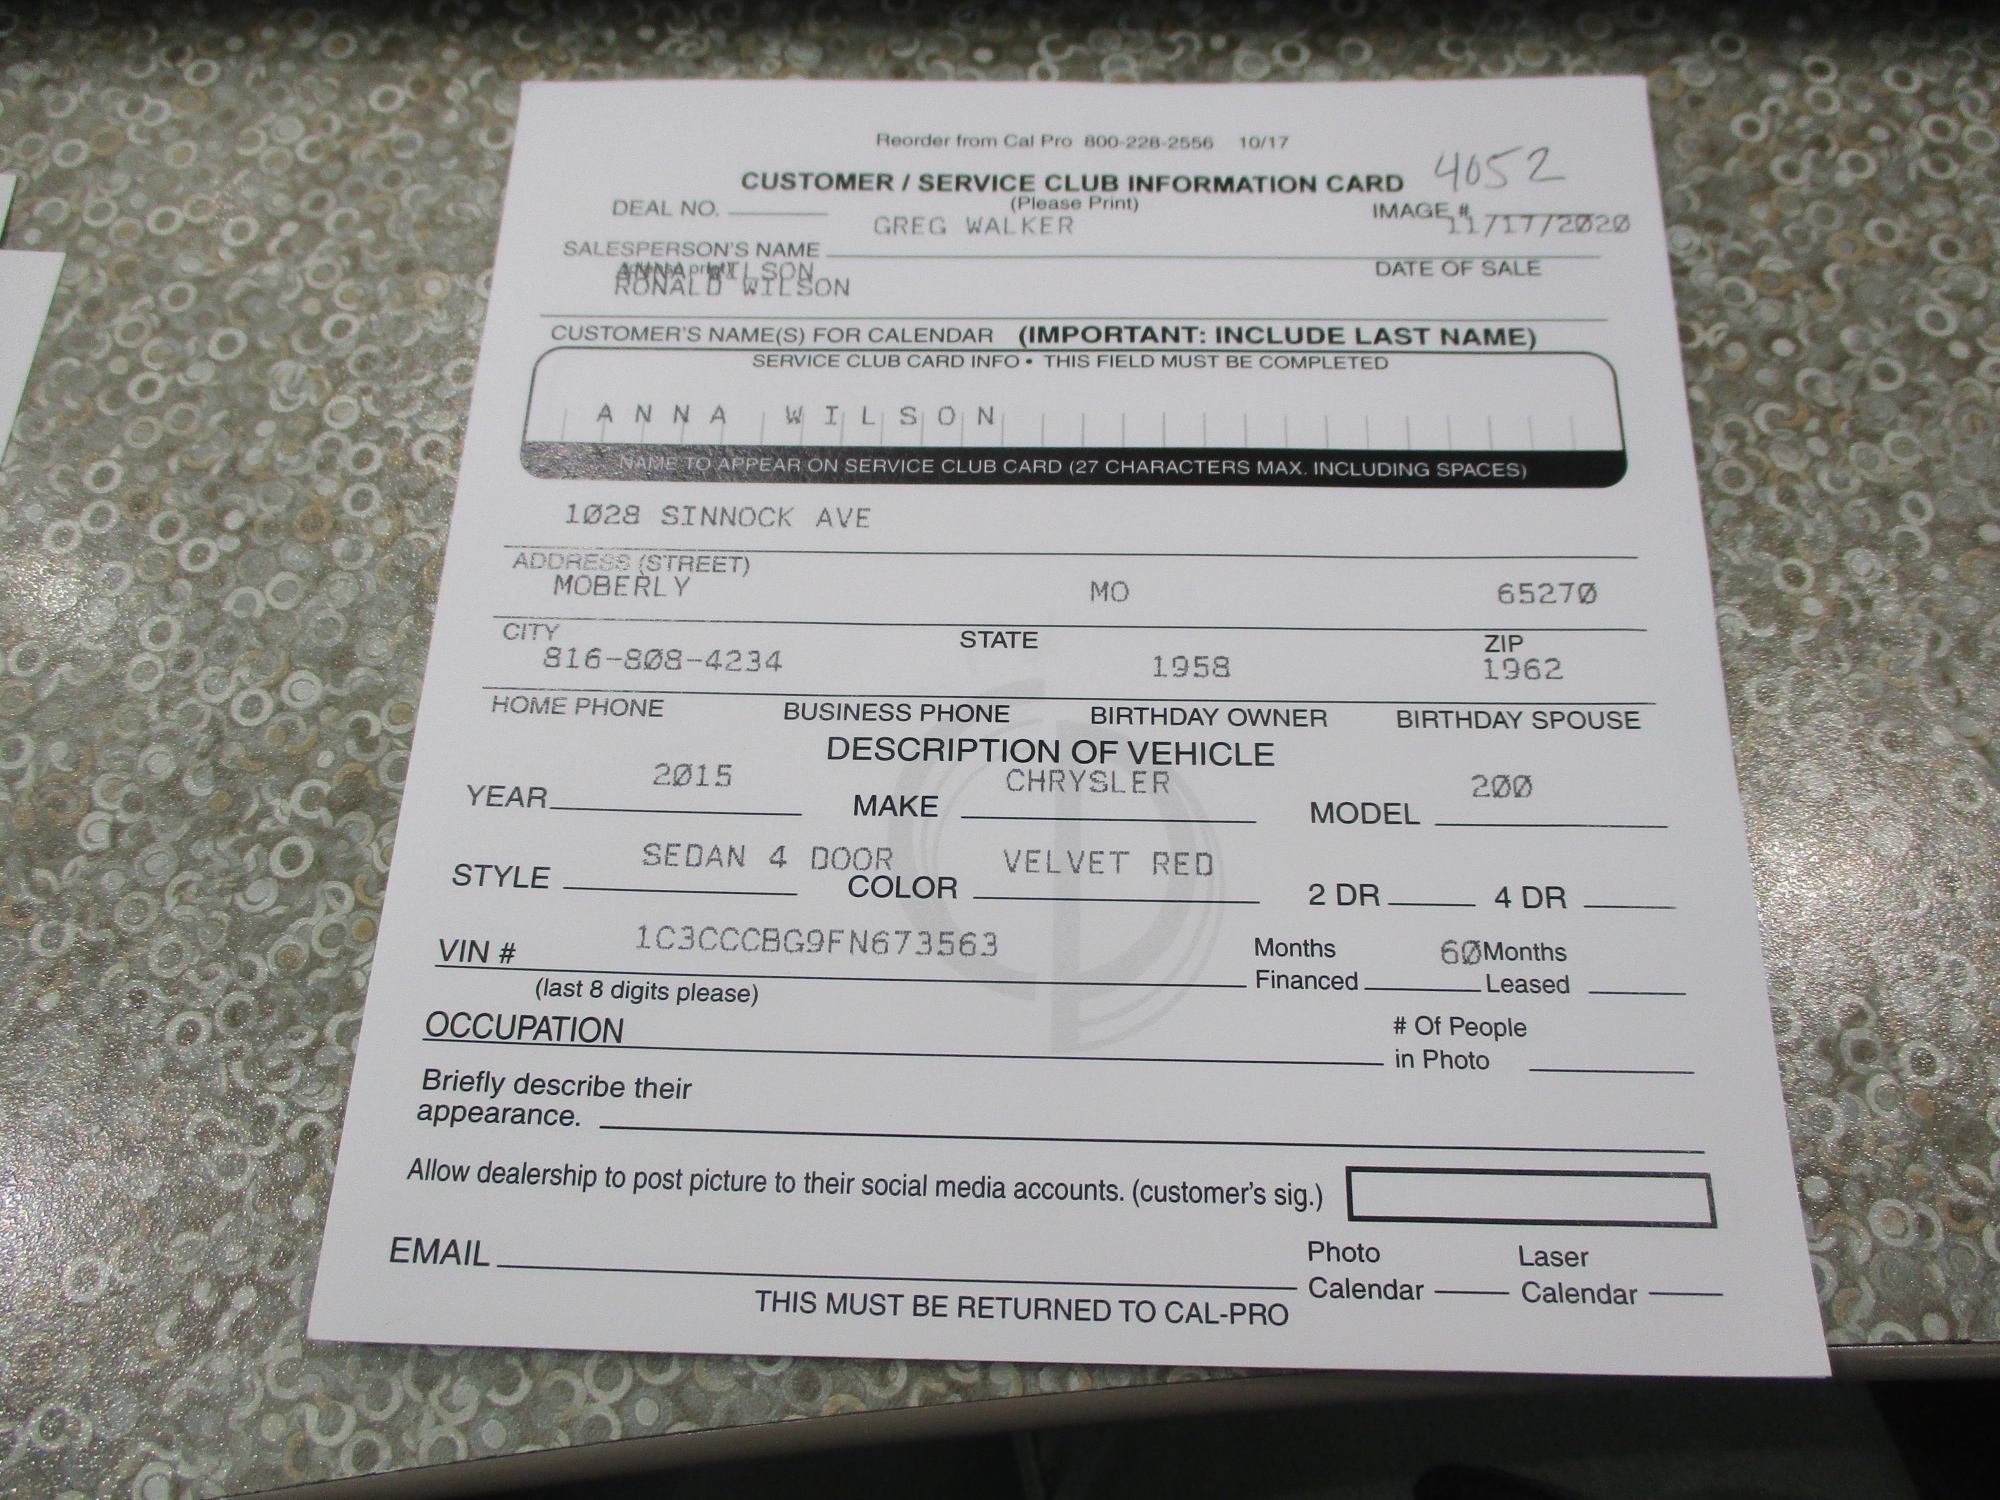 Reorder from Cal Pro 800-228-2556 10/17
CUSTOMER / SERVICE CLUB INFORMATION CARD 4052
(Please Print)
DEAL NO. IMAGE #
GREG WALKER 11/17/2020
SALESPERSON'S NAME DATE OF SALE
ANNA WILSON
RONALD WILSON
CUSTOMER'S NAME(S) FOR CALENDAR (IMPORTANT: INCLUDE LAST NAME)
SERVICE CLUB CARD INFO • THIS FIELD MUST BE COMPLETED
ANNA WILSON
NAME TO APPEAR ON SERVICE CLUB CARD (27 CHARACTERS MAX. INCLUDING SPACES)
1028 SINNOCK AVE
ADDRESS (STREET)
MOBERLY MO 65270
CITY STATE ZIP
816-808-4234 1958 1962
HOME PHONE BUSINESS PHONE BIRTHDAY OWNER BIRTHDAY SPOUSE
DESCRIPTION OF VEHICLE
YEAR 2015 MAKE CHRYSLER MODEL 200
STYLE SEDAN 4 DOOR COLOR VELVET RED 2 DR 4 DR
VIN # 1C3CCCBG9FN673563 Months Financed 60 Months Leased
(last 8 digits please)
OCCUPATION # Of People in Photo
Briefly describe their
appearance.
Allow dealership to post picture to their social media accounts. (customer's sig.)
EMAIL Photo Calendar Laser Calendar
THIS MUST BE RETURNED TO CAL-PRO